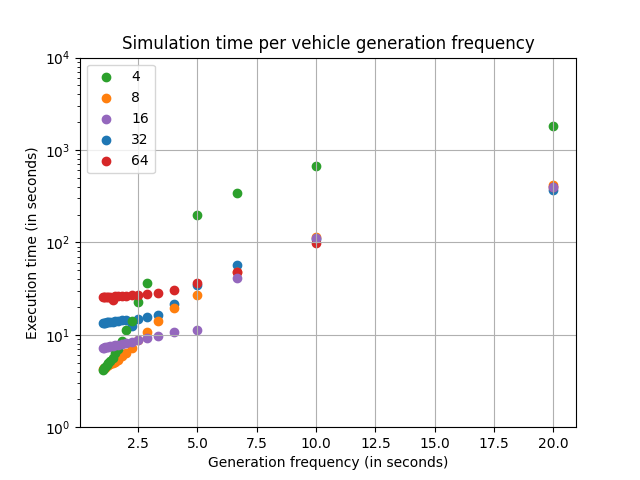 Simulation time per vehicle generation frequency
10^4
10^3
10^2
10^1
10^0
Execution time (in seconds)
4
8
16
32
64
2.5 5.0 7.5 10.0 12.5 15.0 17.5 20.0
Generation frequency (in seconds)